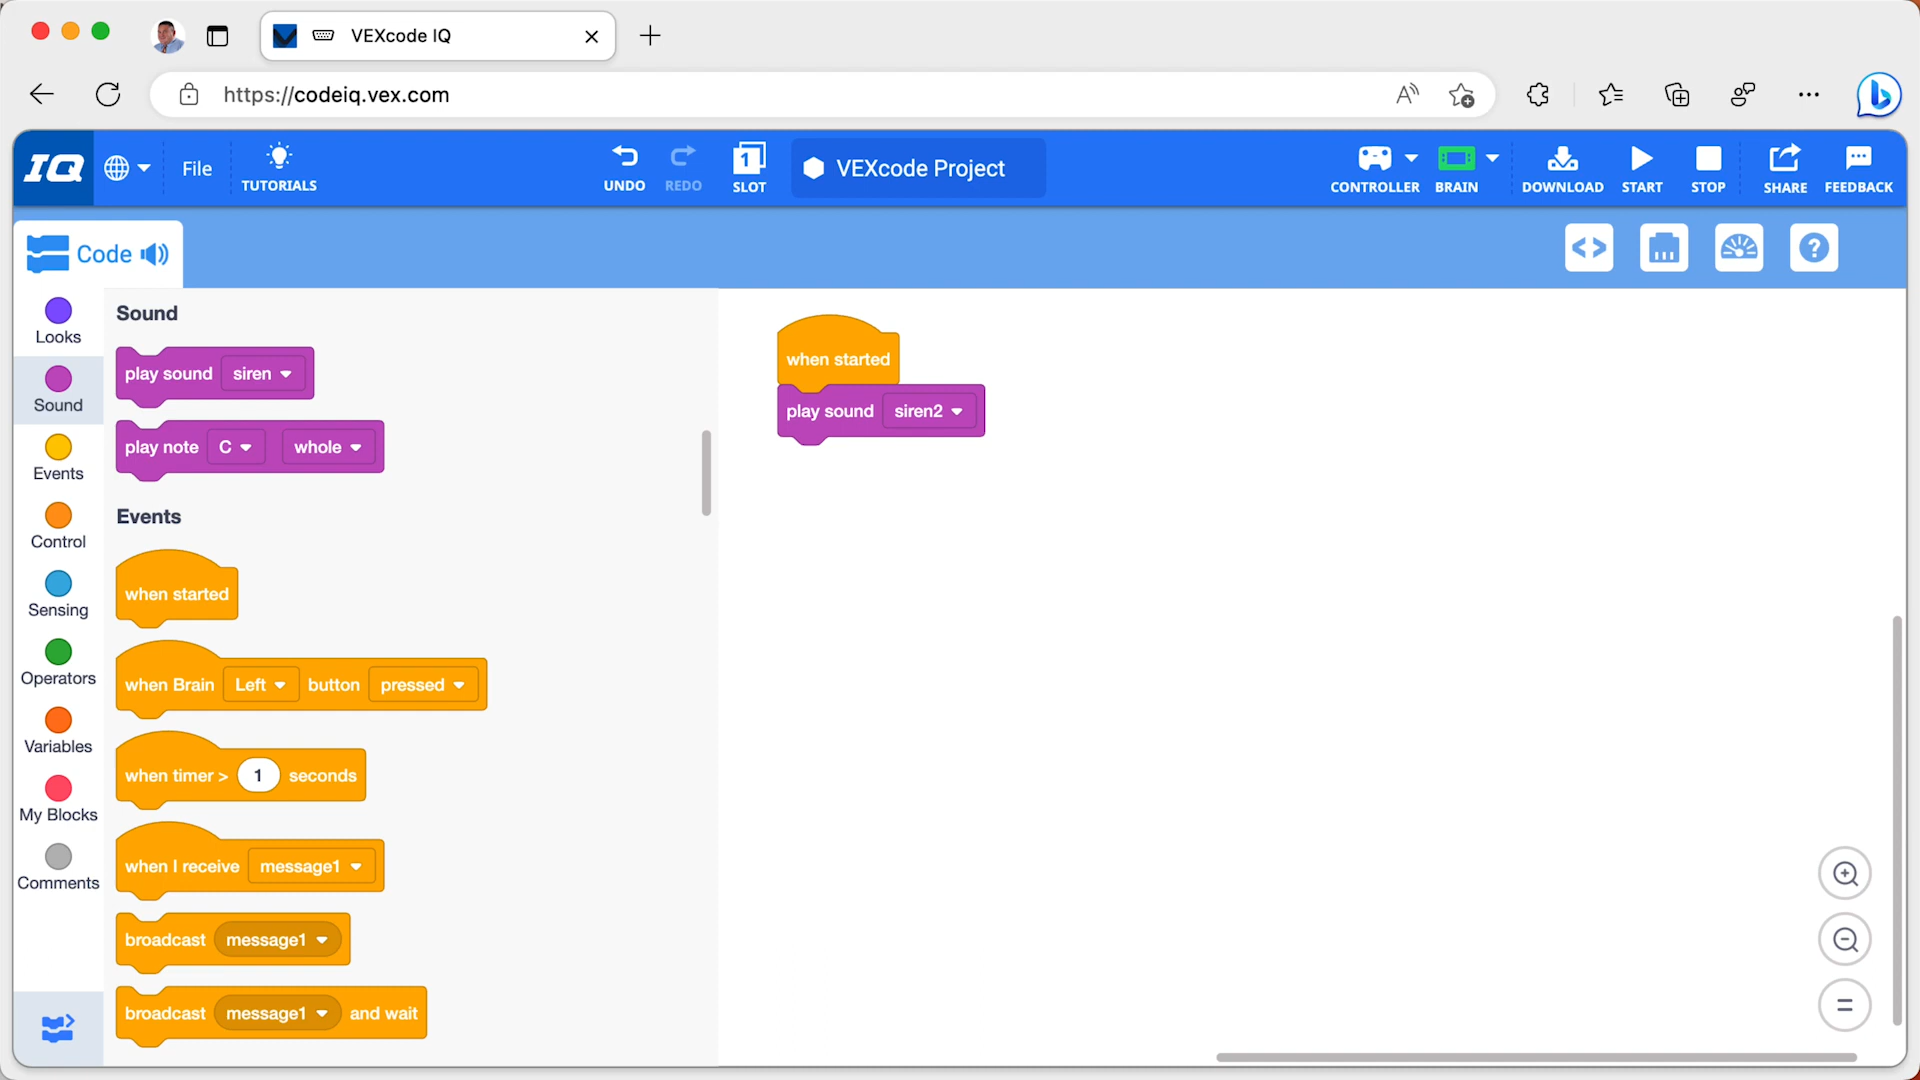 VEXcode IQ
https://codeiq.vex.com
IQ
File
TUTORIALS
UNDO
REDO
1
SLOT
VEXcode Project
CONTROLLER
BRAIN
DOWNLOAD
START
STOP
SHARE
FEEDBACK
Code
Looks
Sound
Events
Control
Sensing
Operators
Variables
My Blocks
Comments
Sound
play sound siren
play note C whole
Events
when started
when Brain Left button pressed
when timer > 1 seconds
when I receive message1
broadcast message1
broadcast message1 and wait
when started
play sound siren2